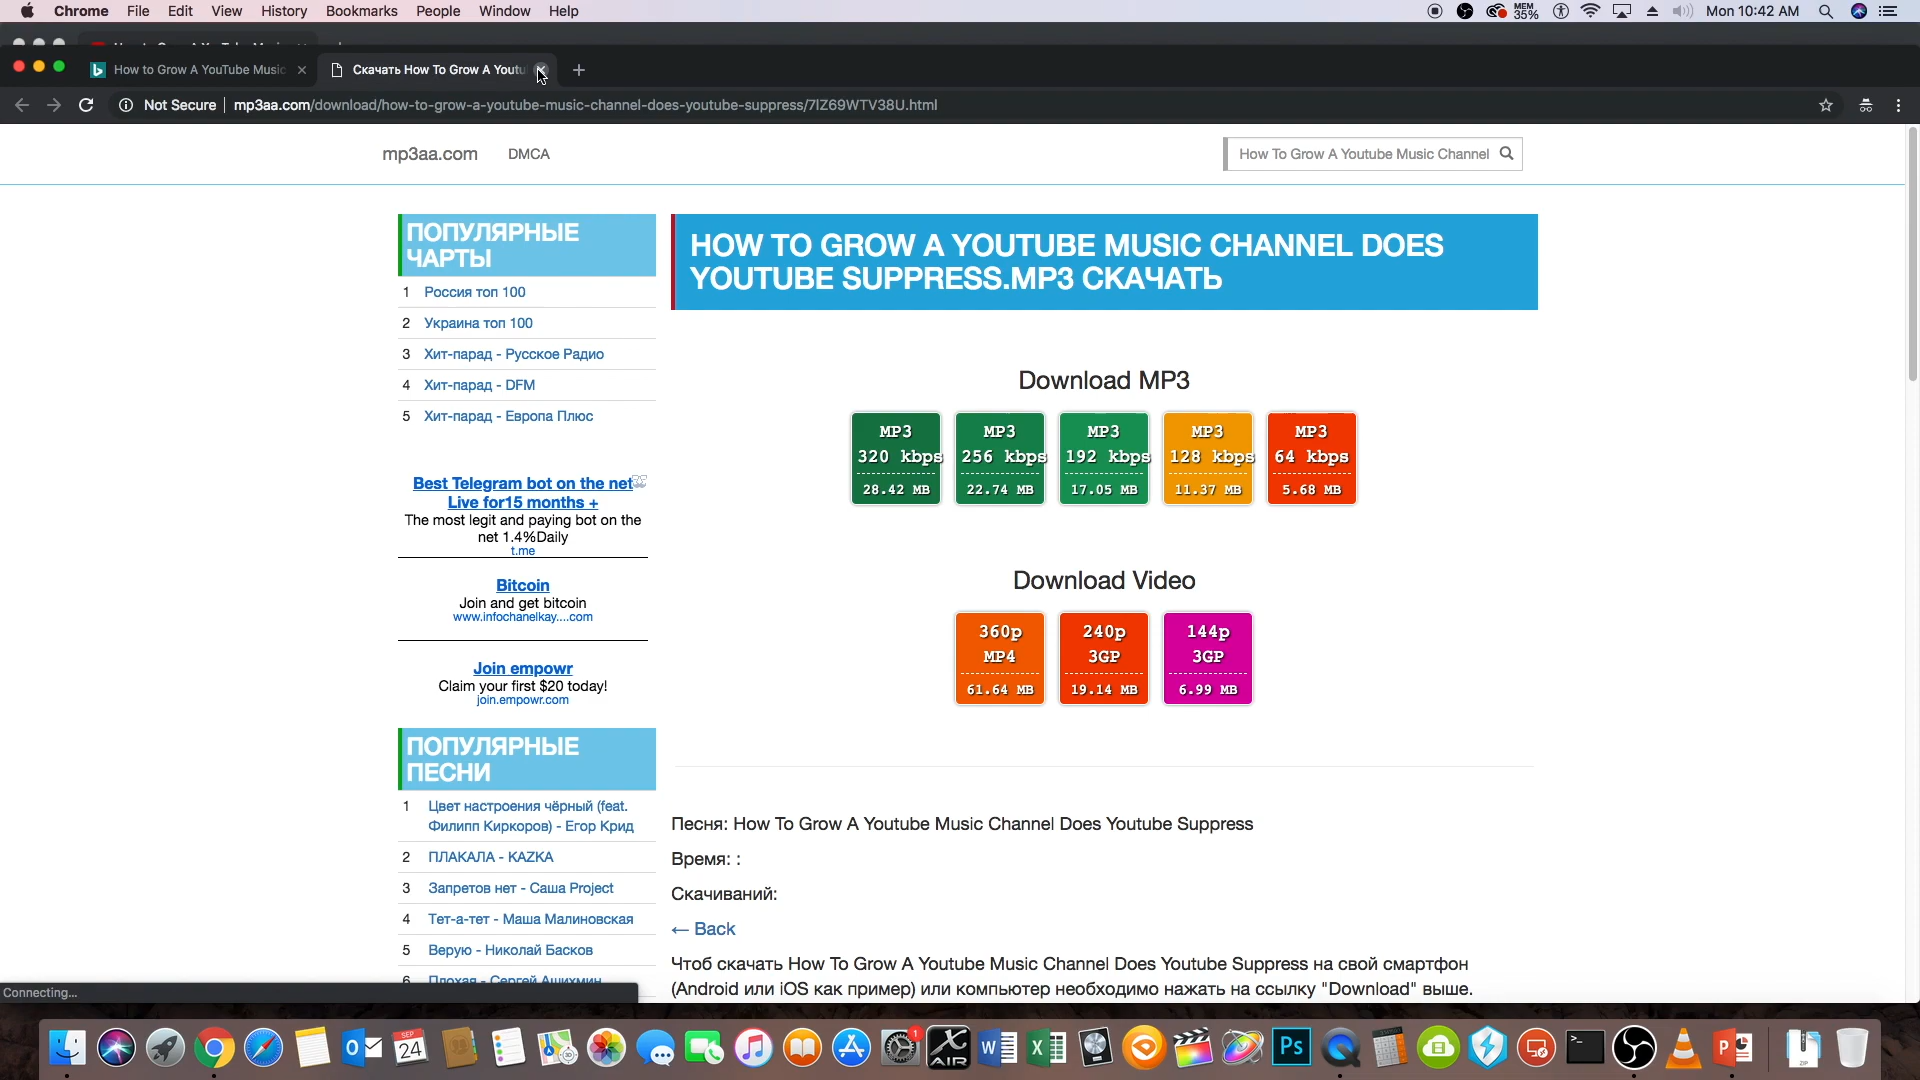 Chrome File Edit View History Bookmarks People Window Help
MEM 35%
Mon 10:42 AM
How to Grow A YouTube Music
Скачать How To Grow A Youtu
Not Secure mp3aa.com/download/how-to-grow-a-youtube-music-channel-does-youtube-suppress/7IZ69WTV38U.html
mp3aa.com DMCA
How To Grow A Youtube Music Channel
ПОПУЛЯРНЫЕ
ЧАРТЫ
1 Россия топ 100
2 Украина топ 100
3 Хит-парад - Русское Радио
4 Хит-парад - DFM
5 Хит-парад - Европа Плюс
Best Telegram bot on the net
Live for15 months +
The most legit and paying bot on the
net 1.4%Daily
t.me
Bitcoin
Join and get bitcoin
www.infochanelkay....com
Join empowr
Claim your first $20 today!
join.empowr.com
ПОПУЛЯРНЫЕ
ПЕСНИ
1 Цвет настроения чёрный (feat.
Филипп Киркоров) - Егор Крид
2 ПЛАКАЛА - KAZKA
3 Запретов нет - Саша Project
4 Тет-а-тет - Маша Малиновская
5 Верую - Николай Басков
6 Плохая - Сергей Ашихмин
HOW TO GROW A YOUTUBE MUSIC CHANNEL DOES
YOUTUBE SUPPRESS.MP3 СКАЧАТЬ
Download MP3
MP3 MP3 MP3 MP3 MP3
320 kbps 256 kbps 192 kbps 128 kbps 64 kbps
28.42 MB 22.74 MB 17.05 MB 11.37 MB 5.68 MB
Download Video
360p 240p 144p
MP4 3GP 3GP
61.64 MB 19.14 MB 6.99 MB
Песня: How To Grow A Youtube Music Channel Does Youtube Suppress
Время: :
Скачиваний:
← Back
Чтоб скачать How To Grow A Youtube Music Channel Does Youtube Suppress на свой смартфон
(Android или iOS как пример) или компьютер необходимо нажать на ссылку "Download" выше.
Connecting...
SEP
24
1
AIR
Ps
ZIP